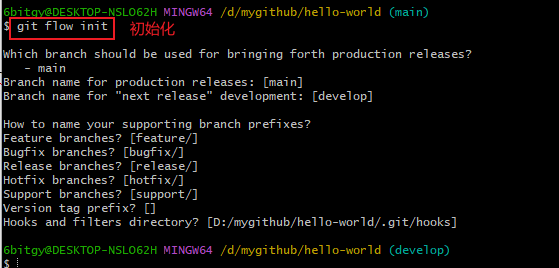 6bitgy@DESKTOP-NSLO62H MINGW64 /d/mygithub/hello-world (main)
$ git flow init 初始化
Which branch should be used for bringing forth production releases?
- main
Branch name for production releases: [main]
Branch name for "next release" development: [develop]
How to name your supporting branch prefixes?
Feature branches? [feature/]
Bugfix branches? [bugfix/]
Release branches? [release/]
Hotfix branches? [hotfix/]
Support branches? [support/]
Version tag prefix? []
Hooks and filters directory? [D:/mygithub/hello-world/.git/hooks]
6bitgy@DESKTOP-NSLO62H MINGW64 /d/mygithub/hello-world (develop)
$